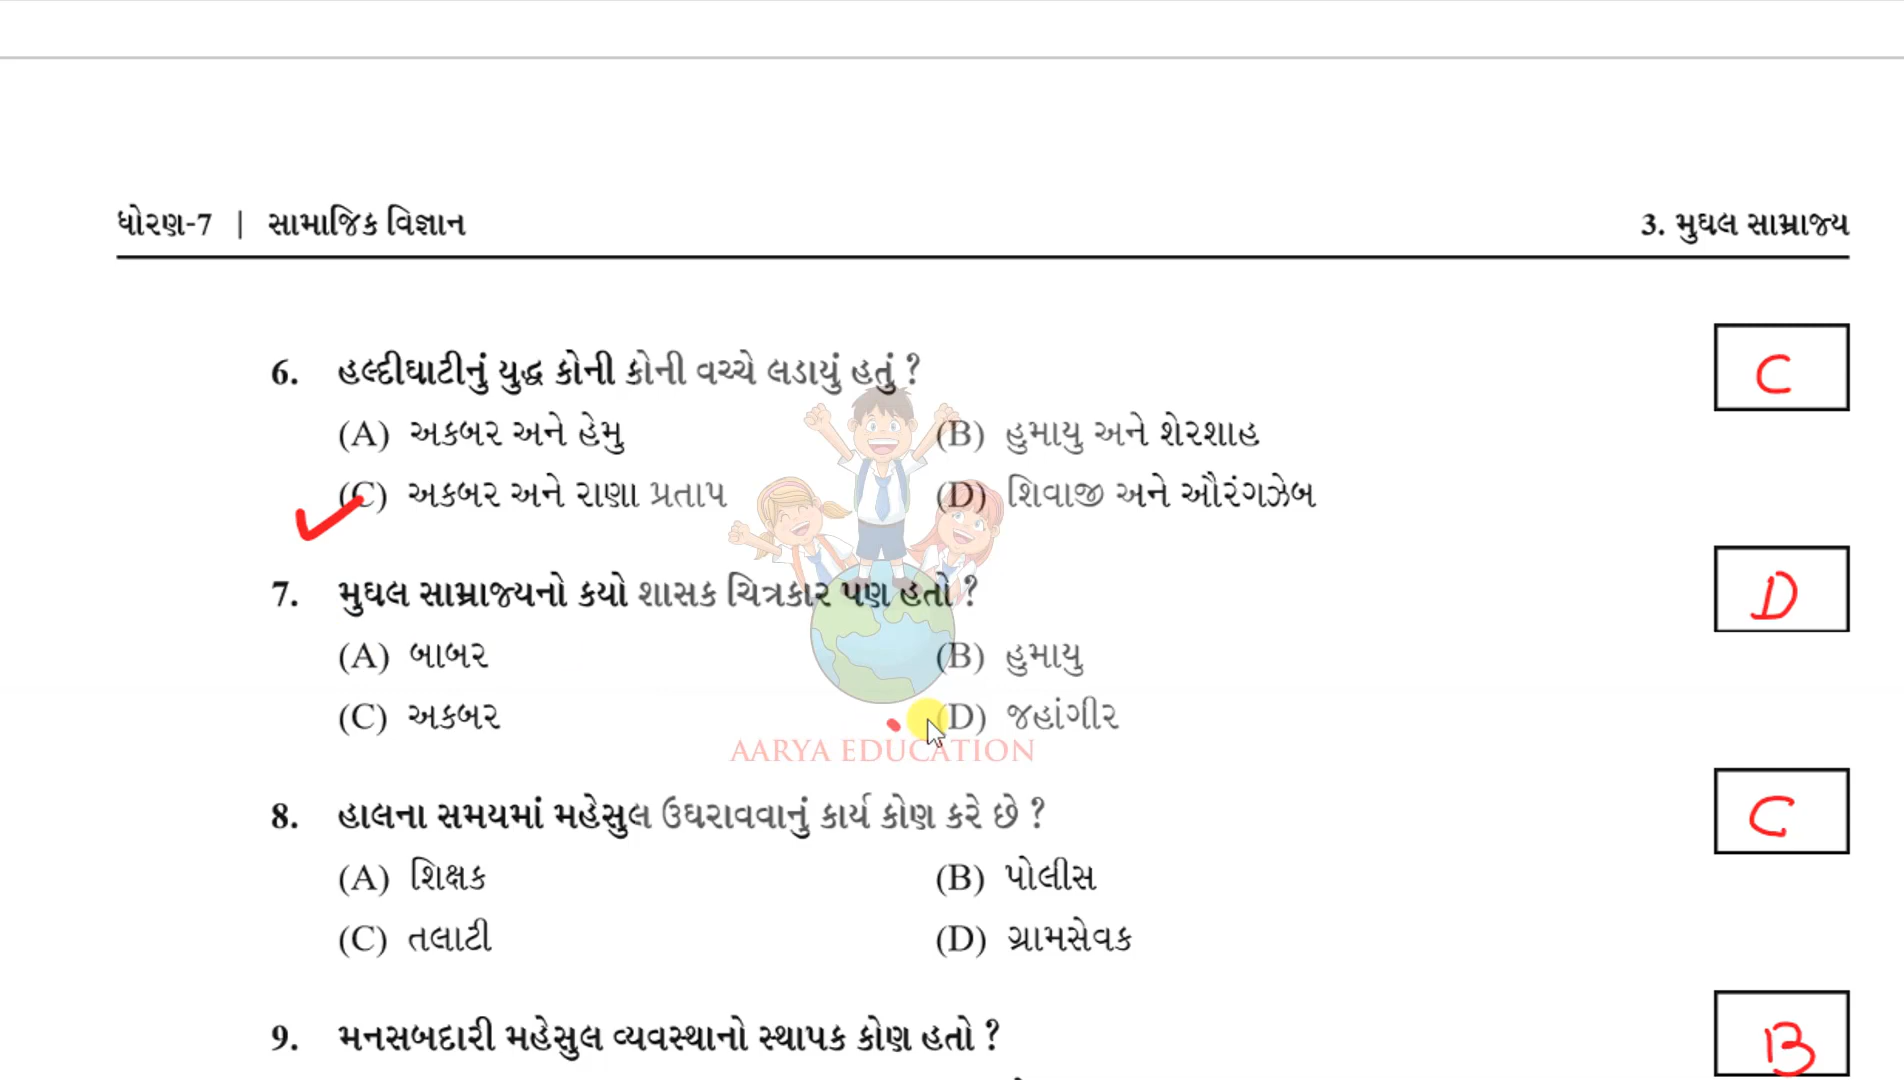 ધોરણ-7 | સામાજિક વિજ્ઞાન
3. મુઘલ સામ્રાજ્ય
6. હલ્દીઘાટીનું યુદ્ધ કોની કોની વચ્ચે લડાયું હતું ?
C
(A) અકબર અને હેમુ
(B) હુમાયુ અને શેરશાહ
(C) અકબર અને રાણા પ્રતાપ
(D) શિવાજી અને ઔરંગઝેબ
7. મુઘલ સામ્રાજ્યનો કયો શાસક ચિત્રકાર પણ હતો ?
D
(A) બાબર
(B) હુમાયુ
(C) અકબર
(D) જહાંગીર
AARYA EDUCATION
8. હાલના સમયમાં મહેસુલ ઉઘરાવવાનું કાર્ય કોણ કરે છે ?
C
(A) શિક્ષક
(B) પોલીસ
(C) તલાટી
(D) ગ્રામસેવક
9. મનસબદારી મહેસુલ વ્યવસ્થાનો સ્થાપક કોણ હતો ?
B